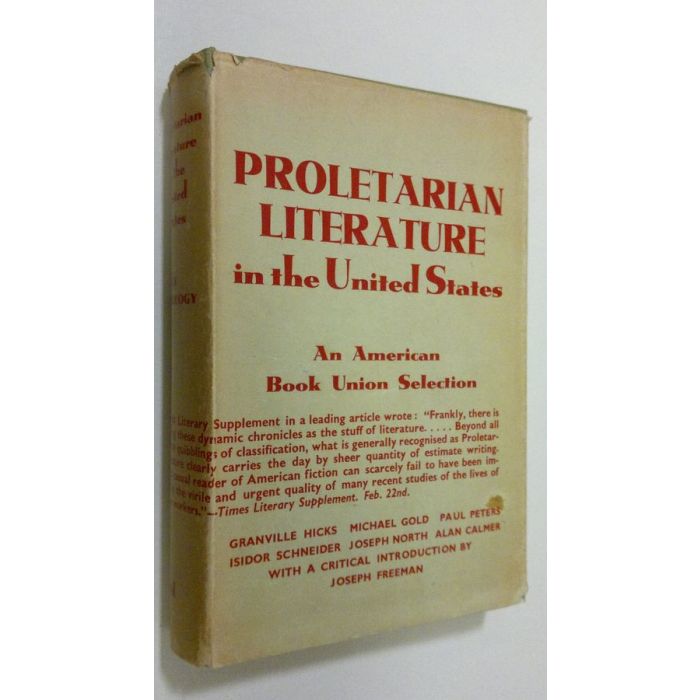 PROLETARIAN
LITERATURE
in the United States
An American
Book Union Selection
Literary Supplement in a leading article wrote: "Frankly, there is
these dynamic chronicles as the stuff of literature..... Beyond all
quibblings of classification, what is generally recognised as Proletar-
clearly carries the day by sheer quantity of estimate writing.
reader of American fiction can scarcely fail to have been im-
the virile and urgent quality of many recent studies of the lives of
workers."—Times Literary Supplement. Feb. 22nd.
GRANVILLE HICKS MICHAEL GOLD PAUL PETERS
ISIDOR SCHNEIDER JOSEPH NORTH ALAN CALMER
WITH A CRITICAL INTRODUCTION BY
JOSEPH FREEMAN